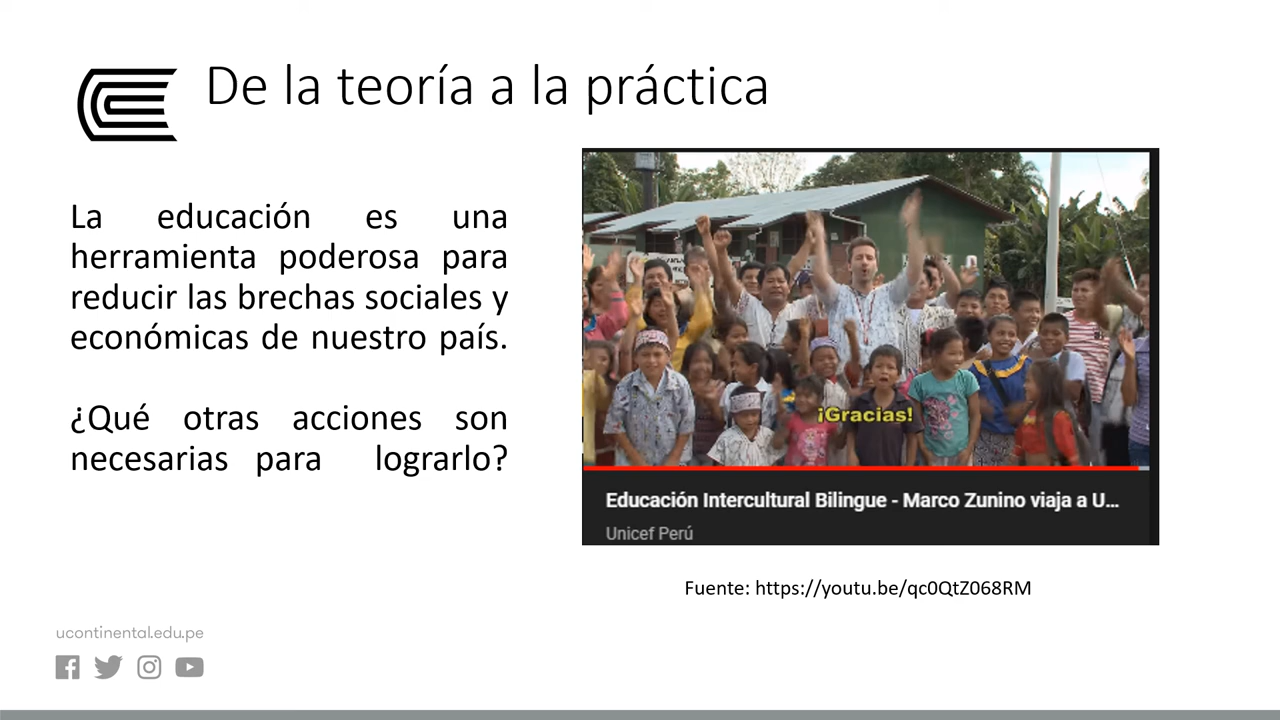 De la teoría a la práctica
La educación es una
herramienta poderosa para
reducir las brechas sociales y
económicas de nuestro país.
¿Qué otras acciones son
necesarias para lograrlo?
¡Gracias!
Educación Intercultural Bilingue - Marco Zunino viaja a U...
Unicef Perú
Fuente: https://youtu.be/qc0QtZ068RM
ucontinental.edu.pe